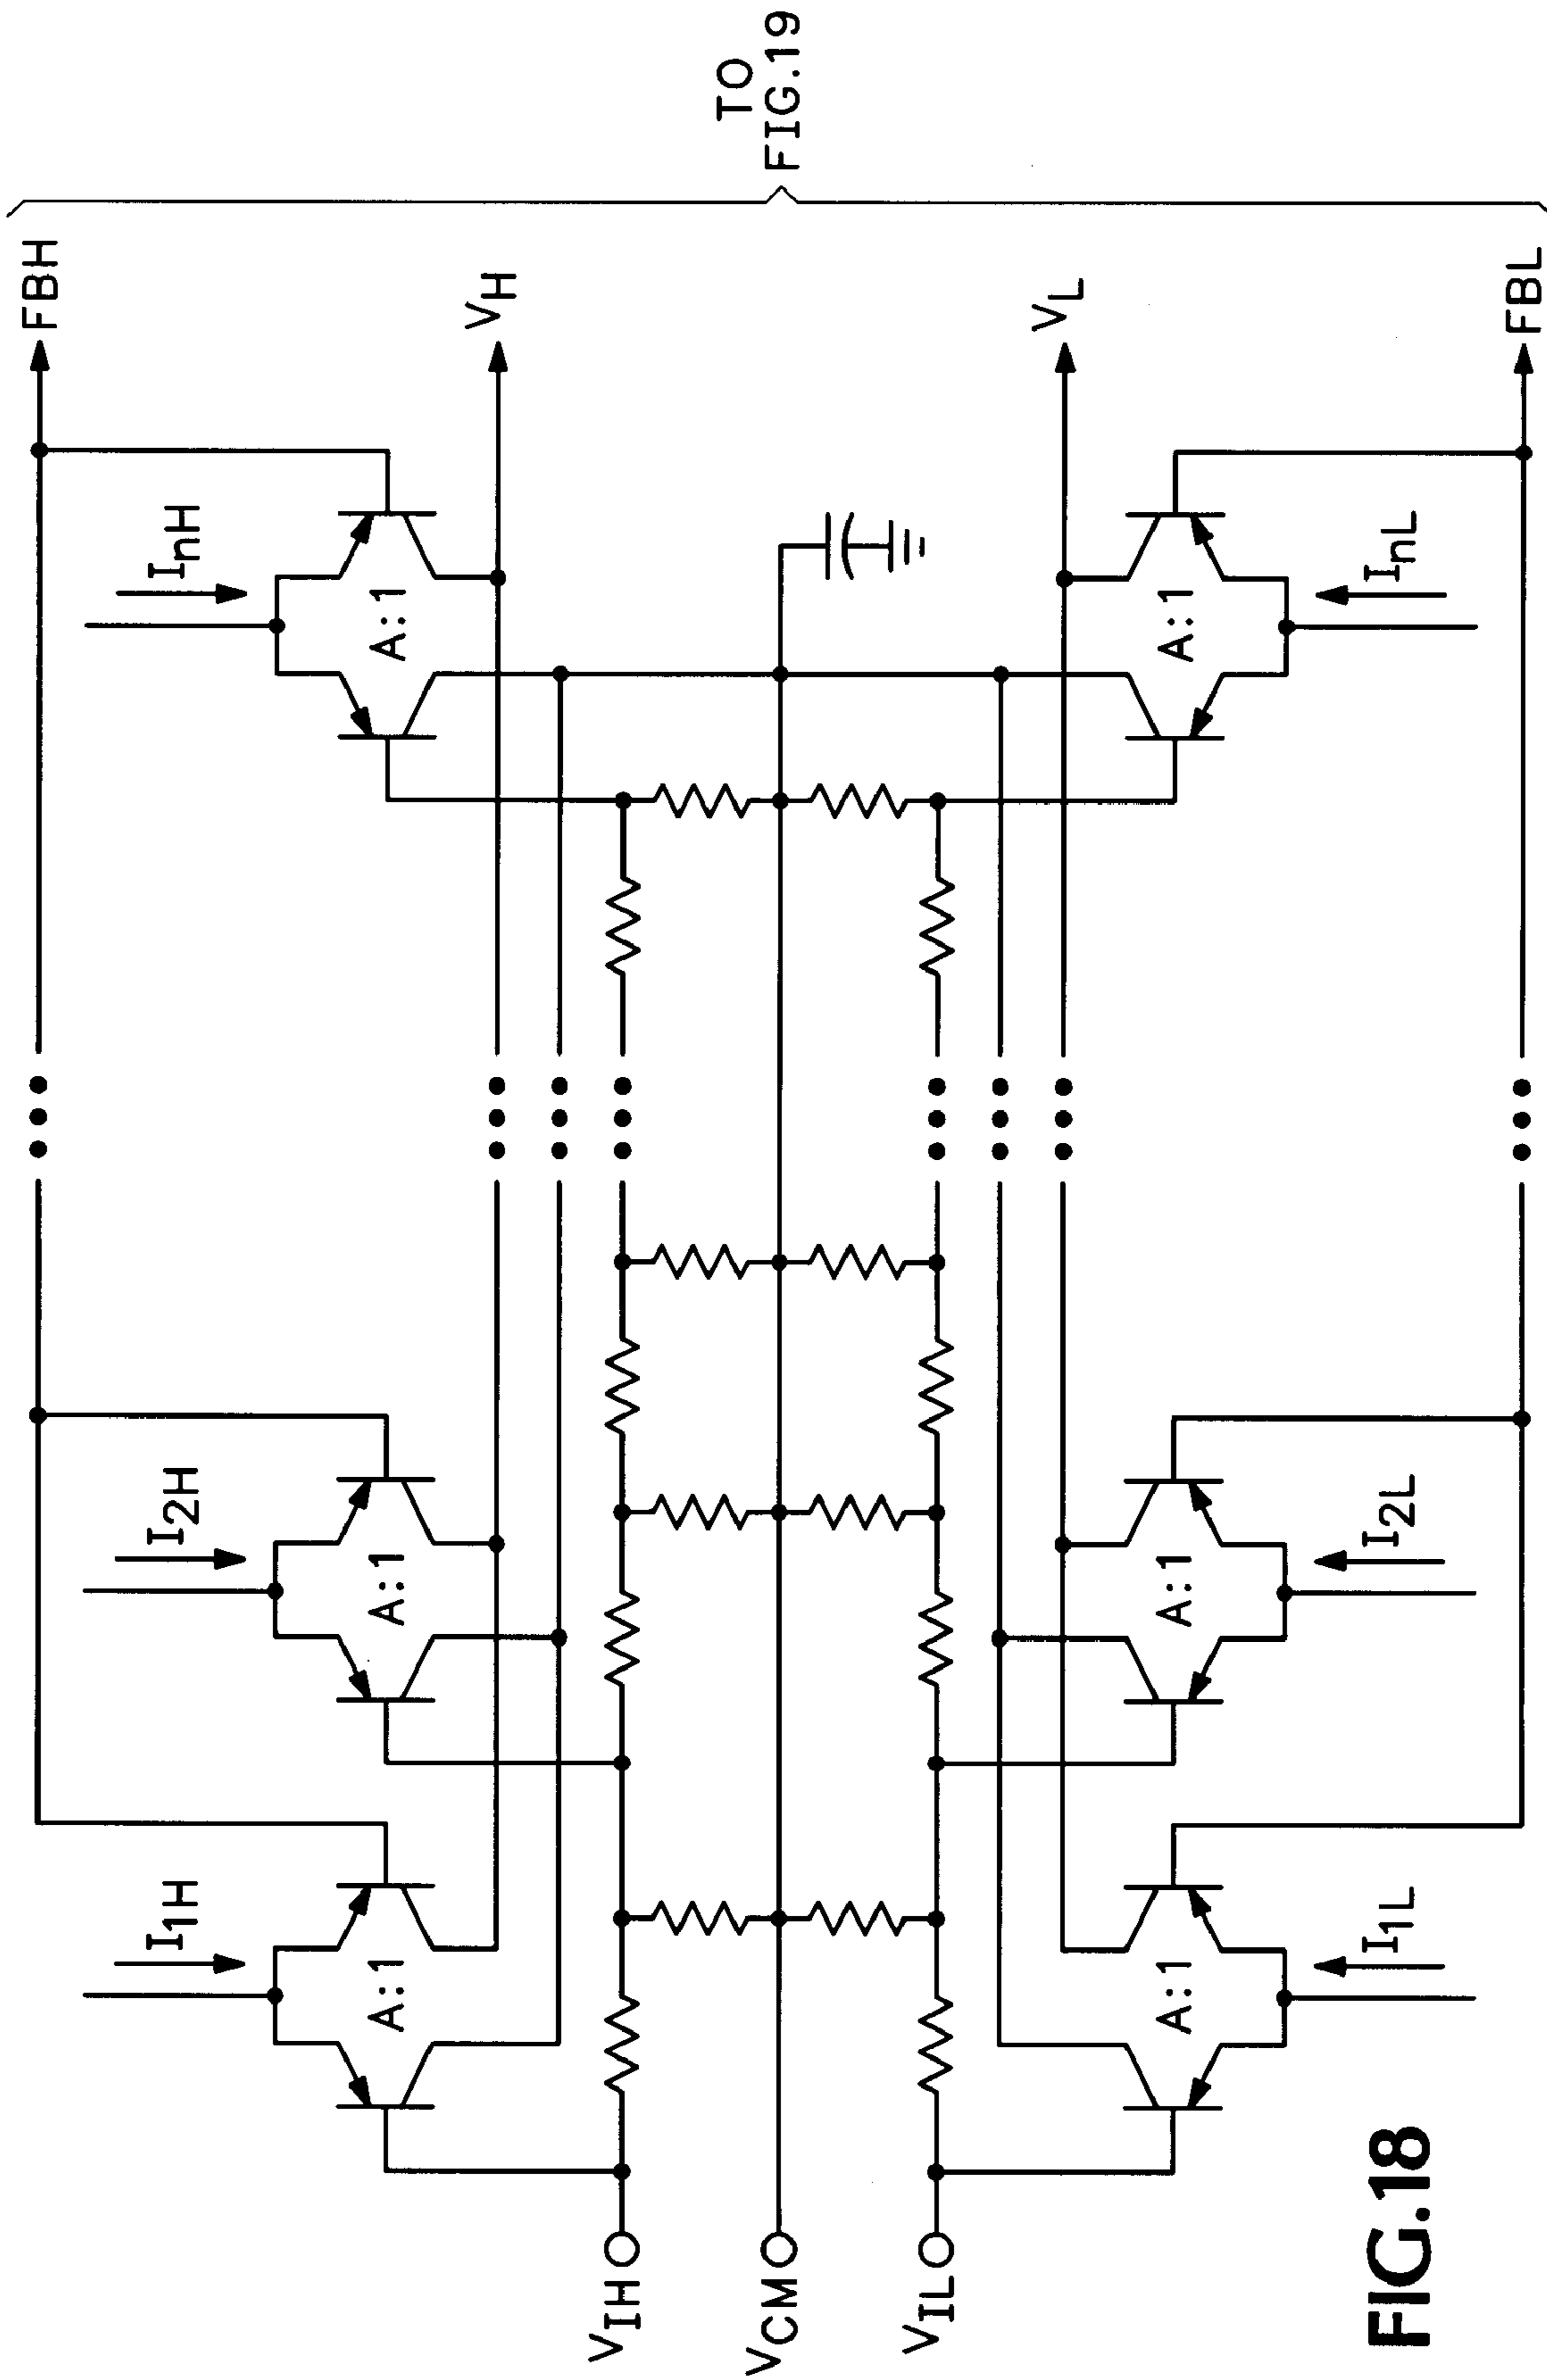 FBH
TO
FIG.19
I1H
I2H
InH
A:1
A:1
A:1
VH
VIH
VCM
VIL
VL
A:1
A:1
A:1
I1L
I2L
InL
FBL
FIG.18